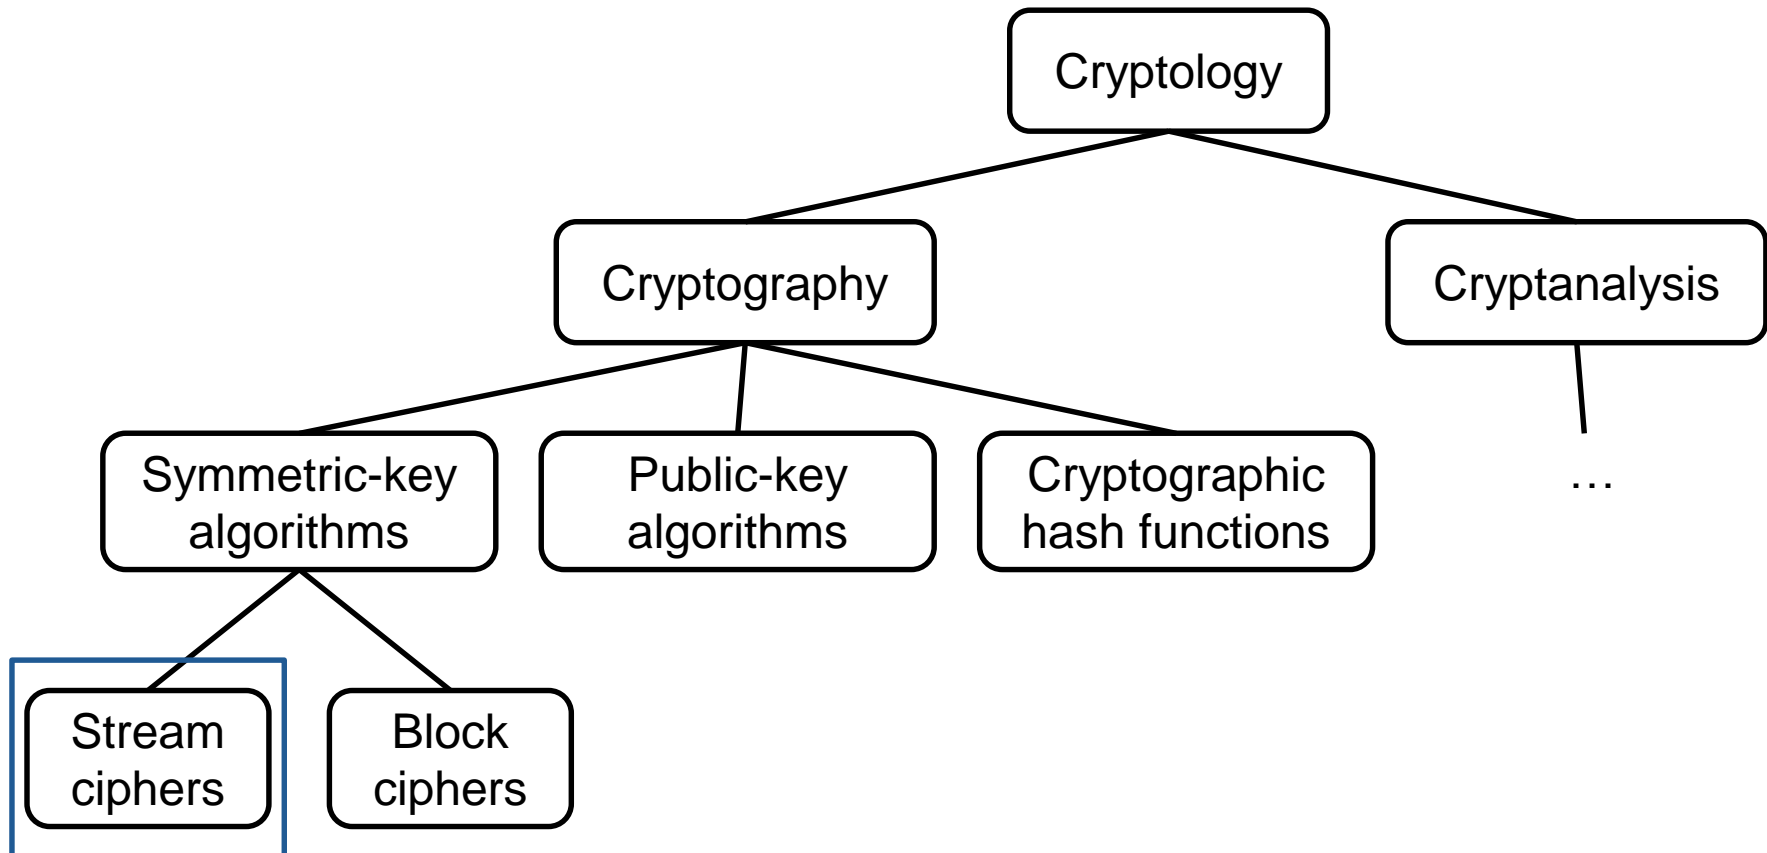 Cryptology
Cryptography
Cryptanalysis
Symmetric-key
algorithms
Public-key
algorithms
Cryptographic
hash functions
…
Stream
ciphers
Block
ciphers